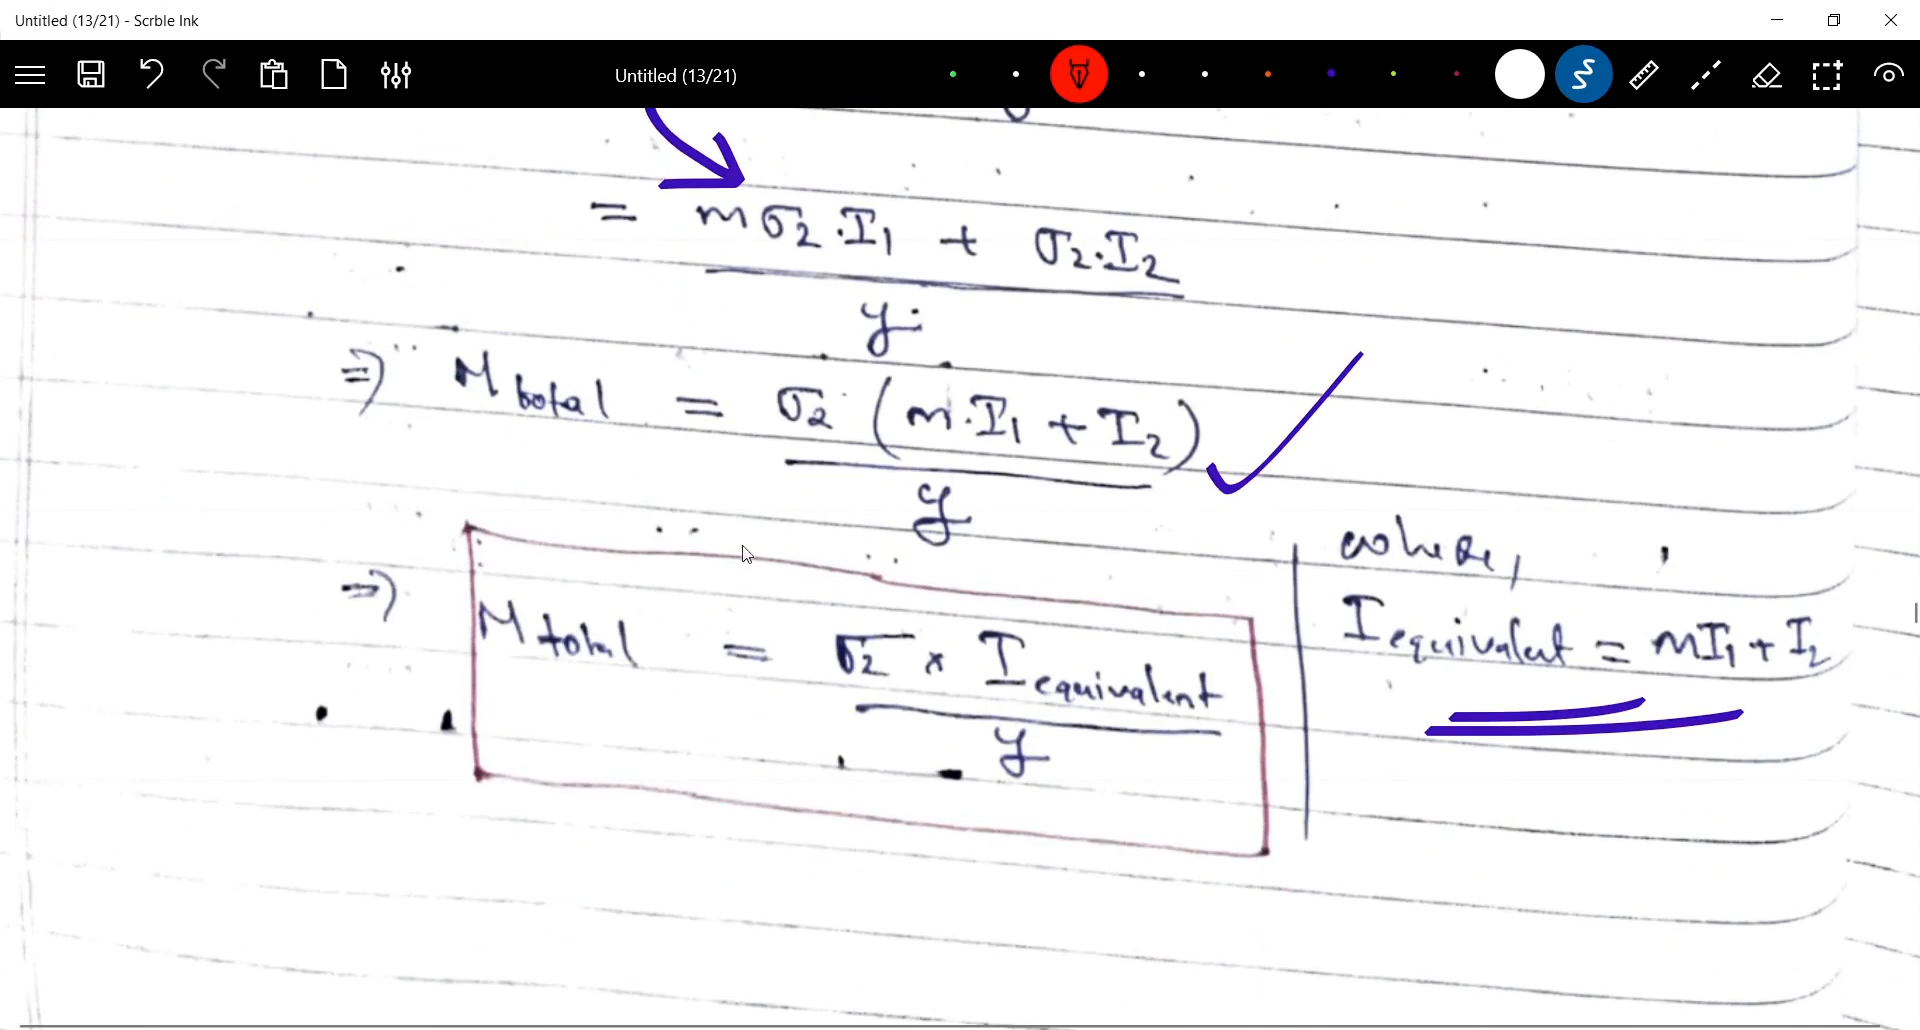 Untitled (13/21) - Scrble Ink
Untitled (13/21)
= mσ₂.I₁ + σ₂.I₂
y
⇒ M total = σ₂ (m.I₁ + I₂)
y
where,
⇒ M total = σ₂ × I equivalent
y
I equivalent = mI₁ + I₂